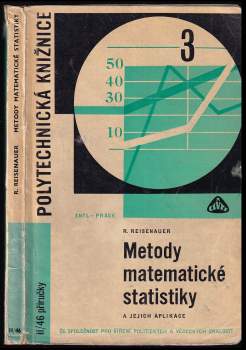 R. REISENAUER METODY MATEMATICKÉ STATISTIKY
II/46
POLYTECHNICKÁ KNIŽNICE
II/46 příručky
3
50
40
30
10
SNTL - PRÁCE
R. REISENAUER
Metody
matematické
statistiky
A JEJICH APLIKACE
ČS. SPOLEČNOST PRO ŠÍŘENÍ POLITICKÝCH A VĚDECKÝCH ZNALOSTÍ